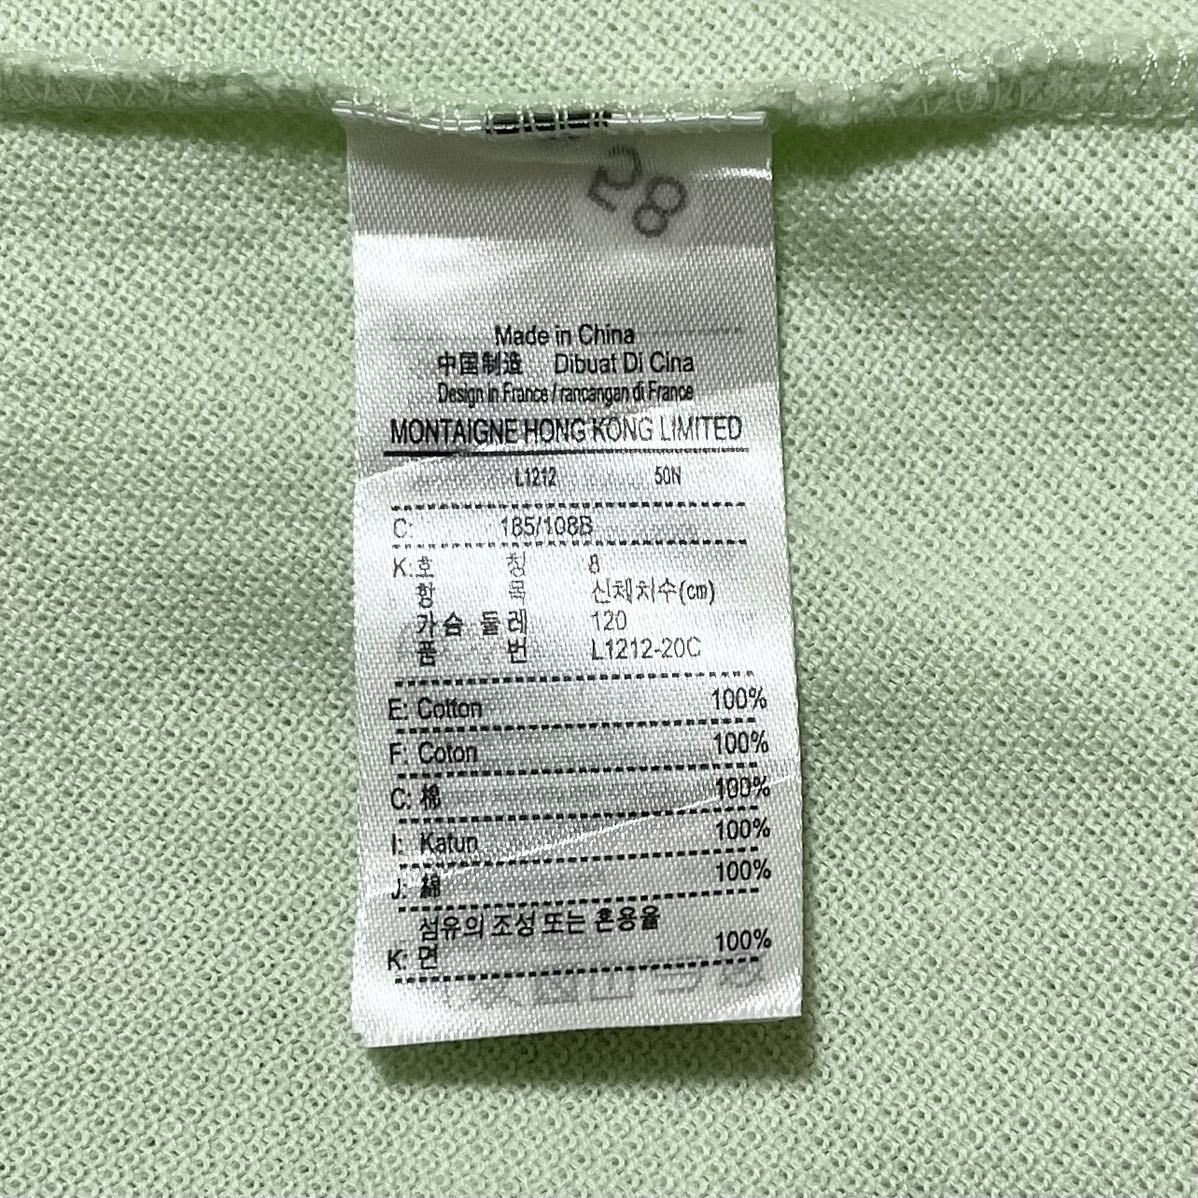 58
Made in China
中国制造 Dibuat Di Cina
Design in France / rancangan di France
MONTAIGNE HONG KONG LIMITED
L1212 50N
C: 185/108B
K:호 칭 8
항 목 신체치수(㎝)
가슴 둘레 120
품 번 L1212-20C
E: Cotton 100%
F: Coton 100%
C: 棉 100%
I: Katun 100%
J: 綿 100%
섬유의 조성 또는 혼용율
K: 면 100%